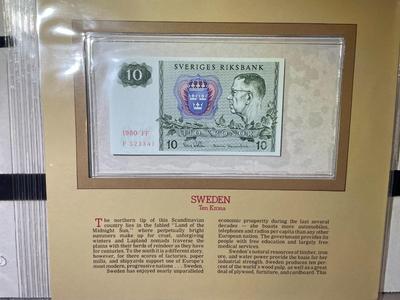 SVERIGES RIKSBANK
10
1980 FF
TIO KRONOR
10
10
SWEDEN
Ten Krona
The northern tip of this Scandinavian
country lies in the fabled "Land of the
Midnight Sun," where perpetually bright
summers make up for cruel, unforgiving
winters and Lapland nomads traverse the
plains with their herds of reindeer as they have
for centuries. To the south it is a different story,
however, for there scores of factories, paper
mills, and shipyards support one of Europe's
most modern, progressive nations . . . Sweden.
Sweden has enjoyed nearly unparalleled
economic prosperity during the last several
decades — she boasts more automobiles,
telephones and radios per capita than any other
European nation. The government provides its
people with free education and largely free
medical services.
Sweden's natural resources of timber, iron
ore, and water power provide the basis for her
industrial strength. Sweden produces ten per-
cent of the world's wood pulp, as well as a great
deal of plywood, furniture, and cardboard. This